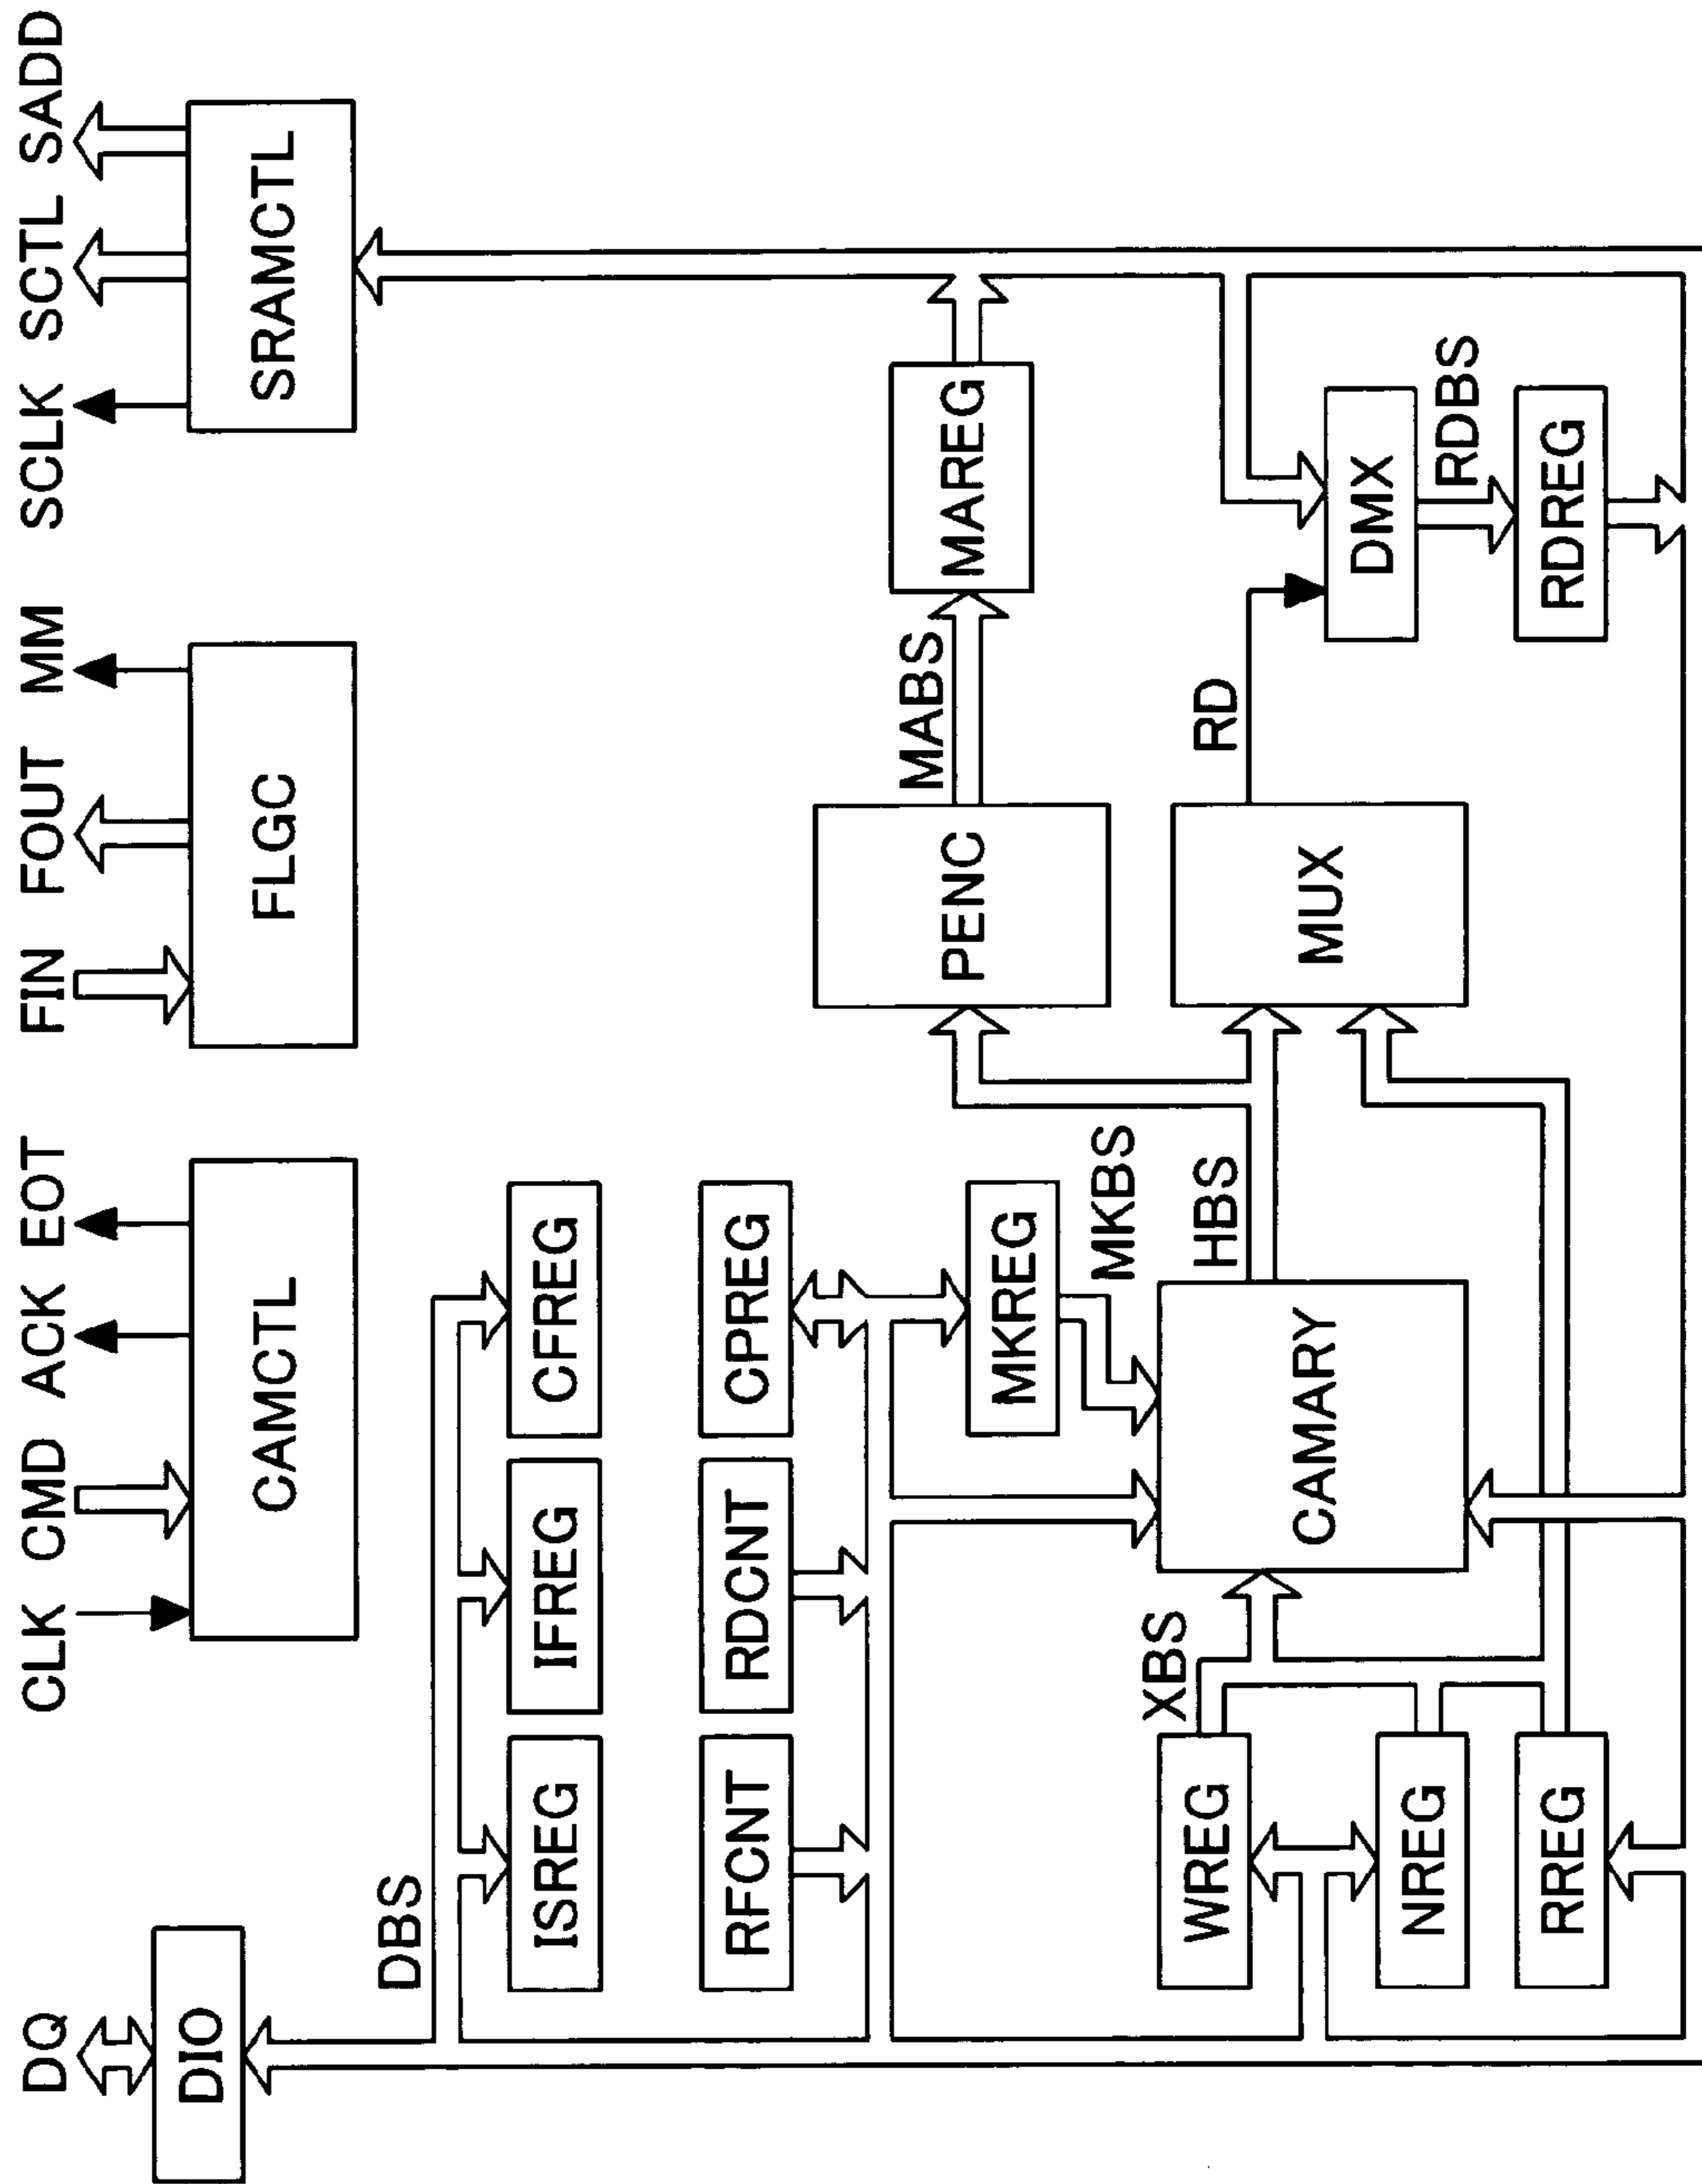 DQ
CLK CMD ACK EOT
FIN FOUT MM
SCLK SCTL SADD
DIO
CAMCTL
FLGC
SRAMCTL
DBS
ISREG
IFREG
CFREG
RFCNT
RDCNT
CPREG
MKREG
MKBS
PENC
MABS
MAREG
WREG
XBS
CAMARY
HBS
MUX
RD
DMX
RDBS
NREG
RREG
RDREG